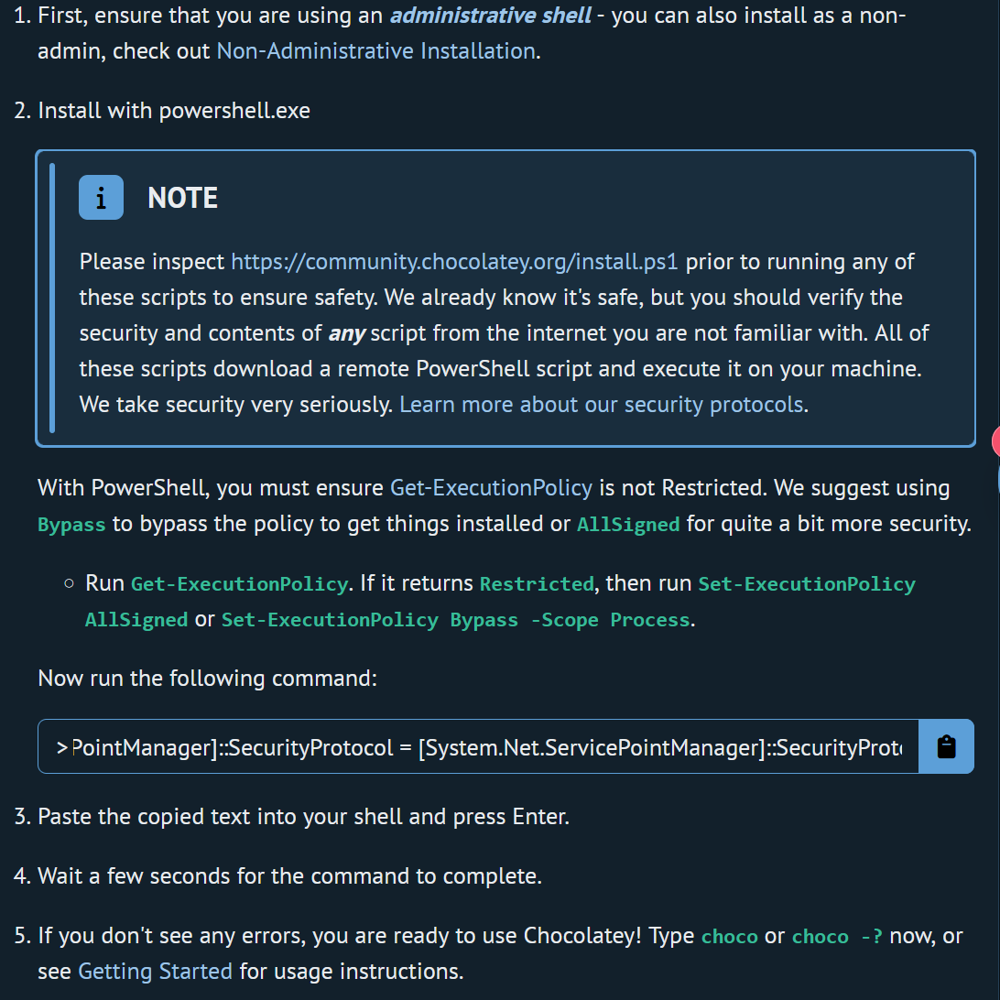 1. First, ensure that you are using an administrative shell - you can also install as a non-
admin, check out Non-Administrative Installation.
2. Install with powershell.exe
i NOTE
Please inspect https://community.chocolatey.org/install.ps1 prior to running any of
these scripts to ensure safety. We already know it's safe, but you should verify the
security and contents of any script from the internet you are not familiar with. All of
these scripts download a remote PowerShell script and execute it on your machine.
We take security very seriously. Learn more about our security protocols.
With PowerShell, you must ensure Get-ExecutionPolicy is not Restricted. We suggest using
Bypass to bypass the policy to get things installed or AllSigned for quite a bit more security.
○ Run Get-ExecutionPolicy. If it returns Restricted, then run Set-ExecutionPolicy
AllSigned or Set-ExecutionPolicy Bypass -Scope Process.
Now run the following command:
>PointManager]::SecurityProtocol = [System.Net.ServicePointManager]::SecurityProto
3. Paste the copied text into your shell and press Enter.
4. Wait a few seconds for the command to complete.
5. If you don't see any errors, you are ready to use Chocolatey! Type choco or choco -? now, or
see Getting Started for usage instructions.